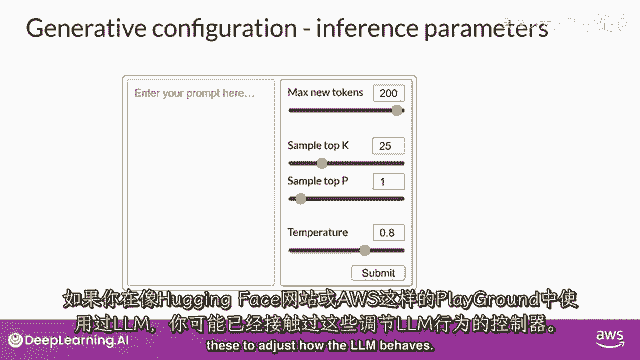 Generative configuration - inference parameters
Enter your prompt here...
Max new tokens 200
Sample top K 25
Sample top P 1
Temperature 0.8
Submit
如果你在像Hugging Face网站或AWS这样的PlayGround中使
用过LLM，你可能已经接触过这些调节LLM行为的控制器。
these to adjust how the LLM behaves.
DeepLearning.AI
aws